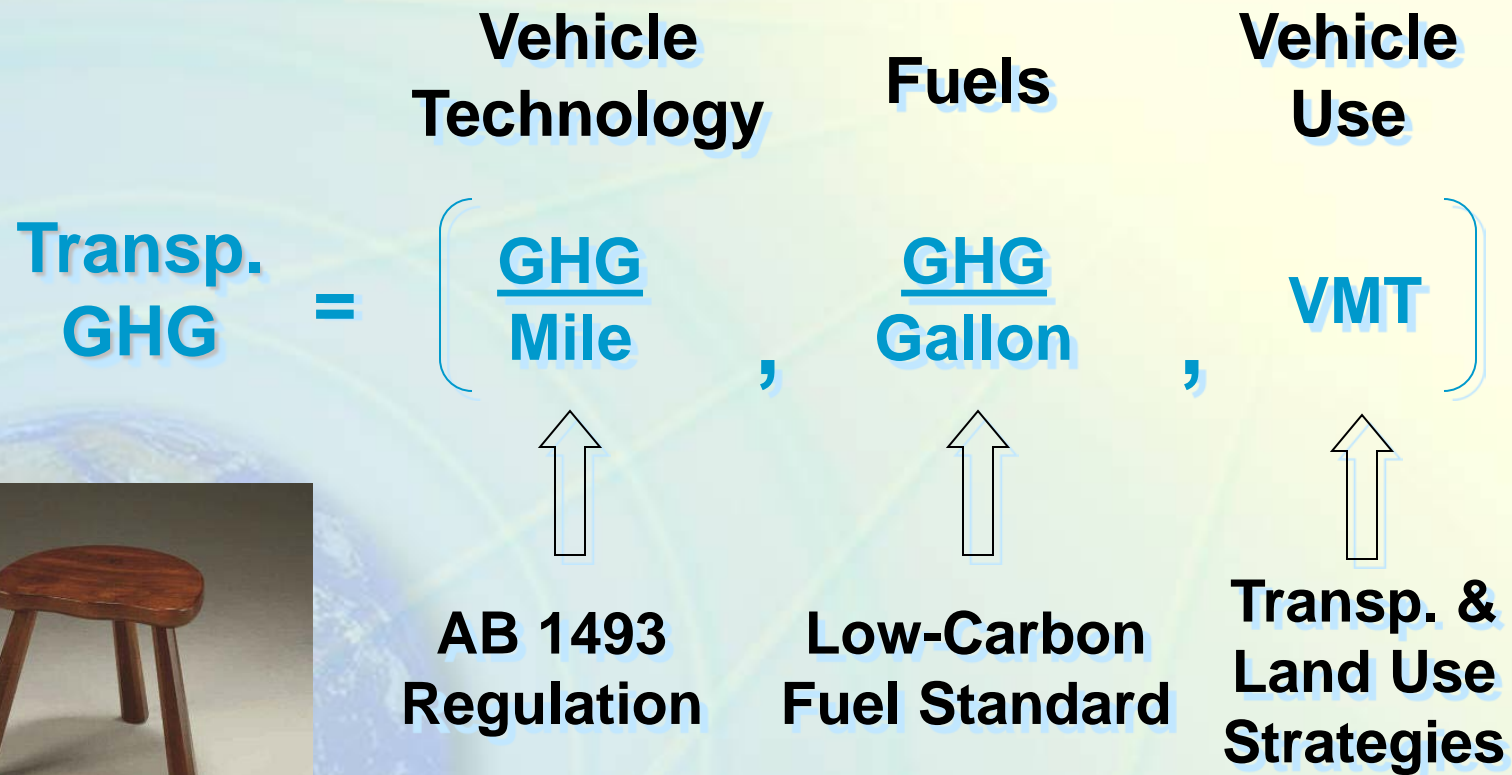 Vehicle
Technology
Fuels
Vehicle
Use
Transp.
GHG
=
GHG
Mile
,
GHG
Gallon
,
VMT
AB 1493
Regulation
Low-Carbon
Fuel Standard
Transp. &
Land Use
Strategies